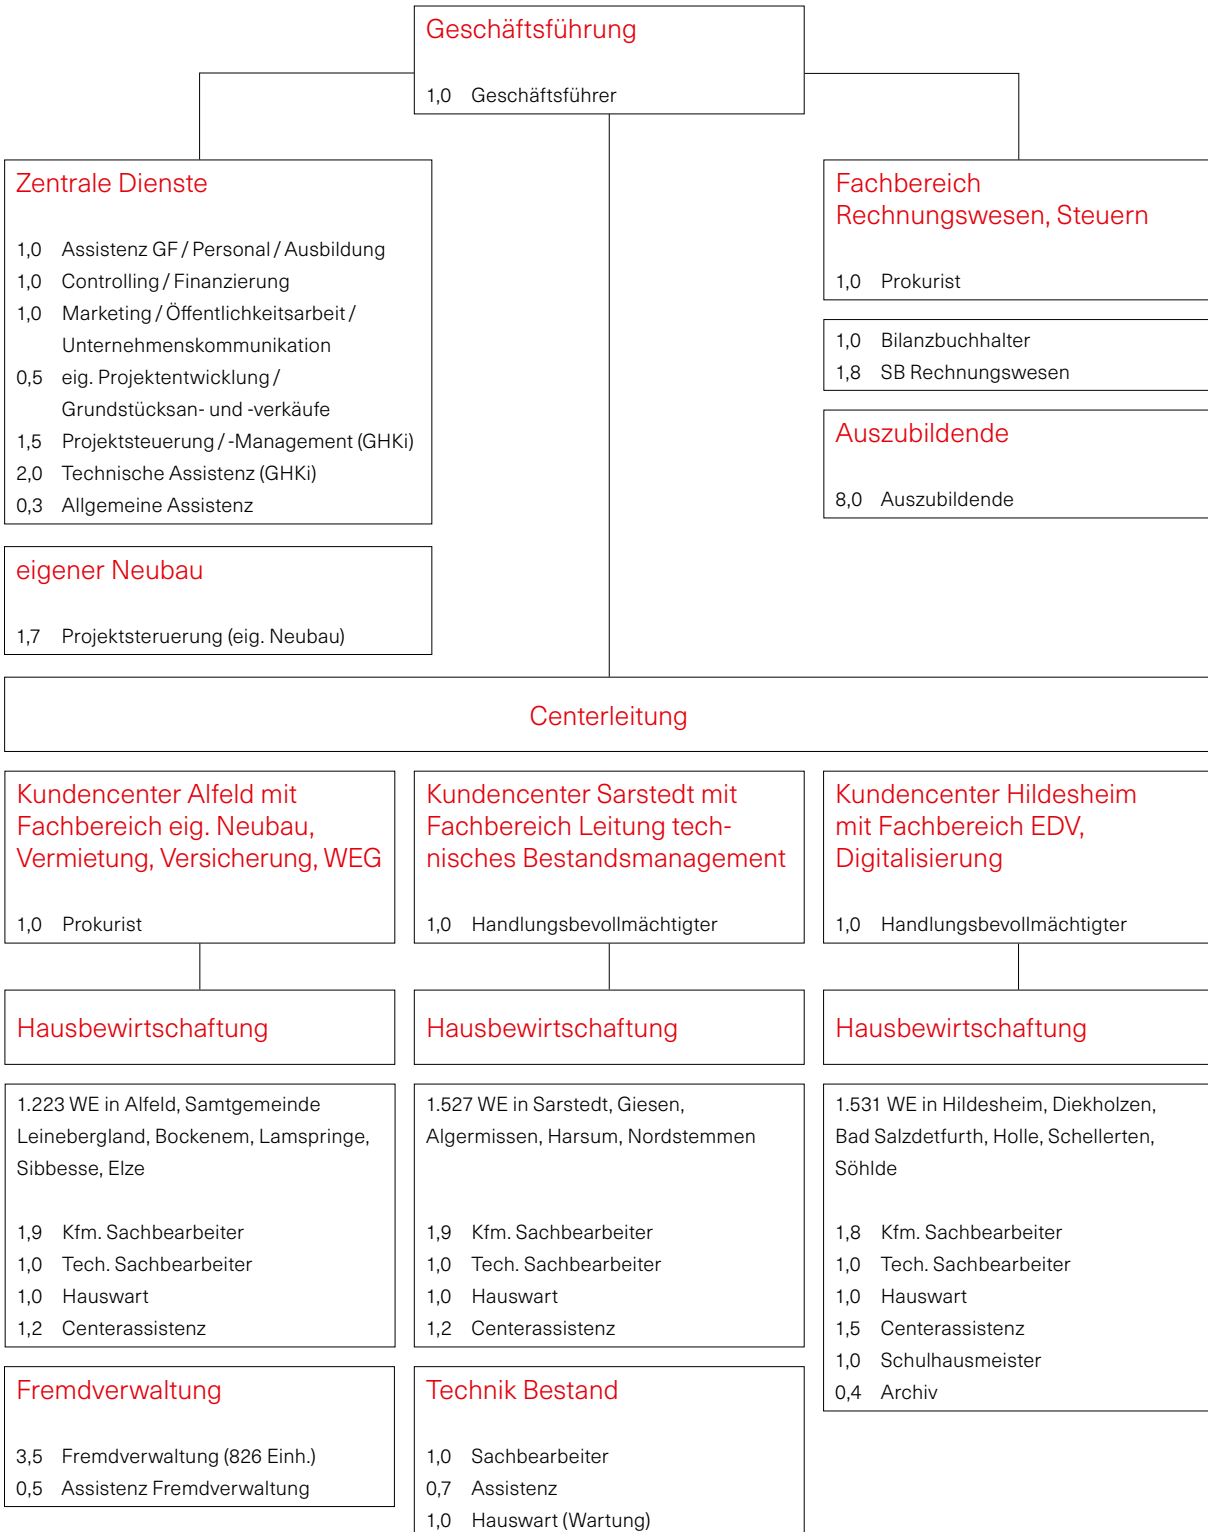 Geschäftsführung
1,0 Geschäftsführer
Zentrale Dienste
1,0 Assistenz GF / Personal / Ausbildung
1,0 Controlling / Finanzierung
1,0 Marketing / Öffentlichkeitsarbeit /
Unternehmenskommunikation
0,5 eig. Projektentwicklung /
Grundstücksan- und -verkäufe
1,5 Projektsteuerung / -Management (GHKi)
2,0 Technische Assistenz (GHKi)
0,3 Allgemeine Assistenz
Fachbereich
Rechnungswesen, Steuern
1,0 Prokurist
1,0 Bilanzbuchhalter
1,8 SB Rechnungswesen
Auszubildende
8,0 Auszubildende
eigener Neubau
1,7 Projektsteruerung (eig. Neubau)
Centerleitung
Kundencenter Alfeld mit
Fachbereich eig. Neubau,
Vermietung, Versicherung, WEG
1,0 Prokurist
Kundencenter Sarstedt mit
Fachbereich Leitung tech-
nisches Bestandsmanagement
1,0 Handlungsbevollmächtigter
Kundencenter Hildesheim
mit Fachbereich EDV,
Digitalisierung
1,0 Handlungsbevollmächtigter
Hausbewirtschaftung
Hausbewirtschaftung
Hausbewirtschaftung
1.223 WE in Alfeld, Samtgemeinde
Leinebergland, Bockenem, Lamspringe,
Sibbesse, Elze
1,9 Kfm. Sachbearbeiter
1,0 Tech. Sachbearbeiter
1,0 Hauswart
1,2 Centerassistenz
1.527 WE in Sarstedt, Giesen,
Algermissen, Harsum, Nordstemmen
1,9 Kfm. Sachbearbeiter
1,0 Tech. Sachbearbeiter
1,0 Hauswart
1,2 Centerassistenz
1.531 WE in Hildesheim, Diekholzen,
Bad Salzdetfurth, Holle, Schellerten,
Söhlde
1,8 Kfm. Sachbearbeiter
1,0 Tech. Sachbearbeiter
1,0 Hauswart
1,5 Centerassistenz
1,0 Schulhausmeister
0,4 Archiv
Fremdverwaltung
3,5 Fremdverwaltung (826 Einh.)
0,5 Assistenz Fremdverwaltung
Technik Bestand
1,0 Sachbearbeiter
0,7 Assistenz
1,0 Hauswart (Wartung)